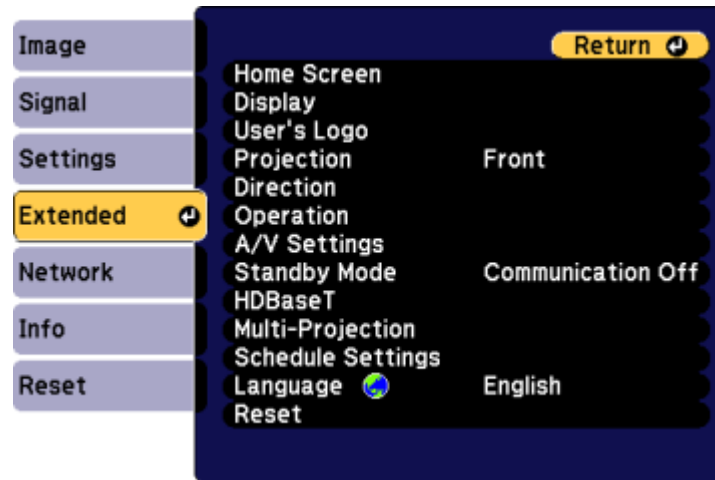 Image
Signal
Settings
Extended
Network
Info
Reset
Return
Home Screen
Display
User's Logo
Projection Front
Direction
Operation
A/V Settings
Standby Mode Communication Off
HDBaseT
Multi-Projection
Schedule Settings
Language English
Reset